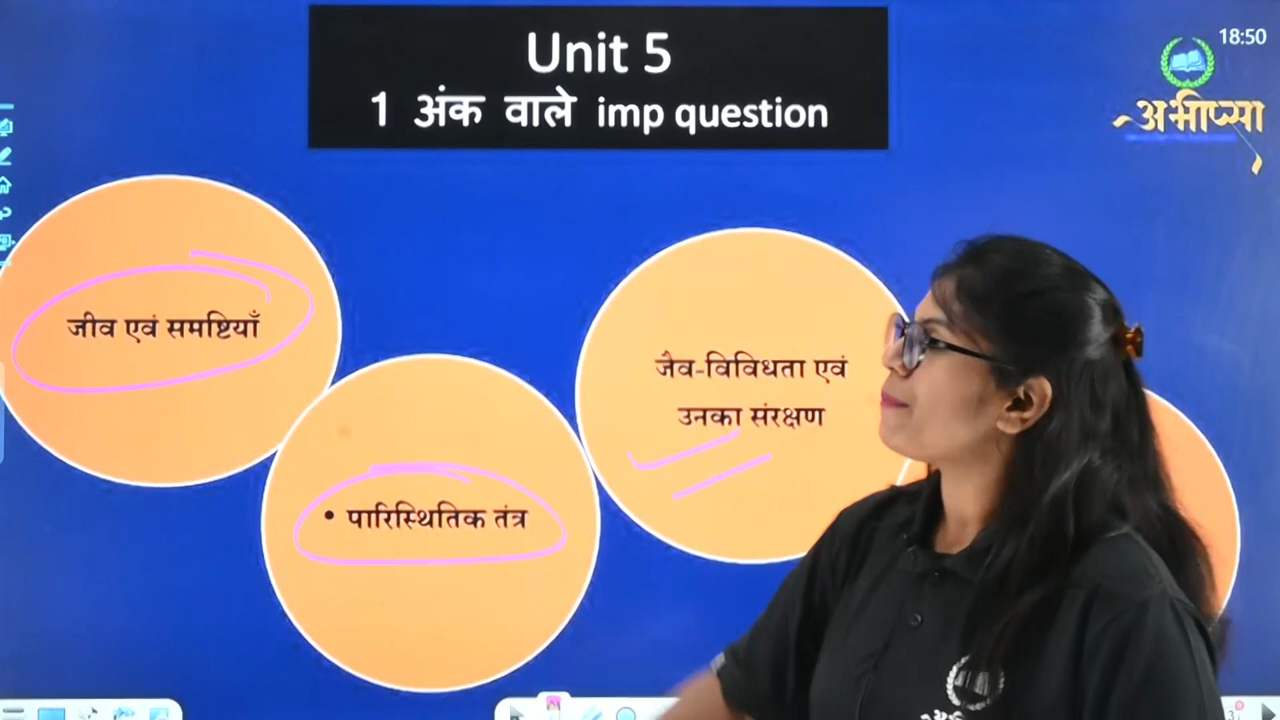 Unit 5
1 अंक वाले imp question
18:50
अभीप्सा
जीव एवं समष्टियाँ
जैव-विविधता एवं
उनका संरक्षण
• पारिस्थितिक तंत्र